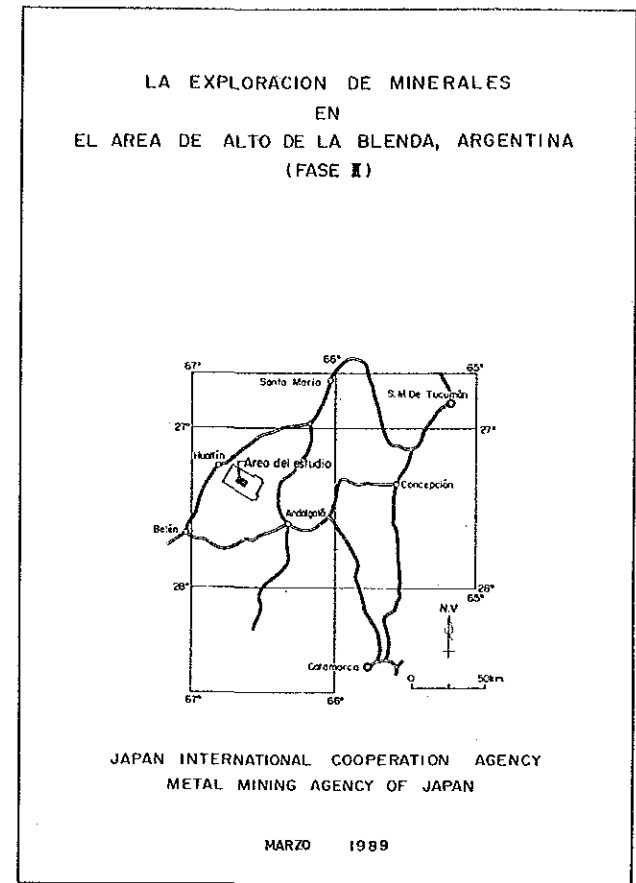 LA EXPLORACION DE MINERALES
EN
EL AREA DE ALTO DE LA BLENDA, ARGENTINA
(FASE II)
67° 66° 65°
Santa Maria
S.M.De Tucumán
27° 27°
Hualfin
Area del estudio
Concepción
Andalgalá
Belén
28° 28°
65°
N.V
Catamarca
0 50km
67° 66°
JAPAN INTERNATIONAL COOPERATION AGENCY
METAL MINING AGENCY OF JAPAN
MARZO 1989